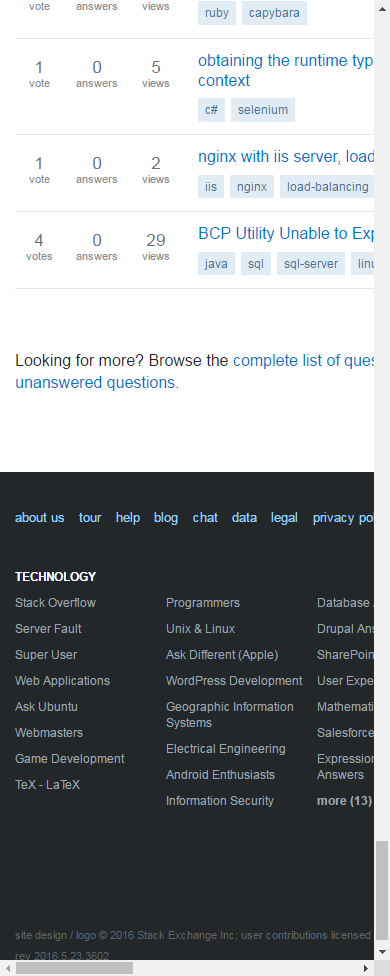 vote answers views
ruby capybara
1 0 5 obtaining the runtime typ
vote answers views context
c# selenium
1 0 2 nginx with iis server, load
vote answers views
iis nginx load-balancing
4 0 29 BCP Utility Unable to Exp
votes answers views
java sql sql-server linu
Looking for more? Browse the complete list of ques
unanswered questions.
about us tour help blog chat data legal privacy pol
TECHNOLOGY
Stack Overflow Programmers Database
Server Fault Unix & Linux Drupal Ans
Super User Ask Different (Apple) SharePoin
Web Applications WordPress Development User Expe
Ask Ubuntu Geographic Information Systems Mathemati
Webmasters Electrical Engineering Salesforce
Game Development Android Enthusiasts Expression Answers
TeX - LaTeX Information Security more (13)
site design / logo © 2016 Stack Exchange Inc; user contributions licensed
rev 2016.5.23.3602